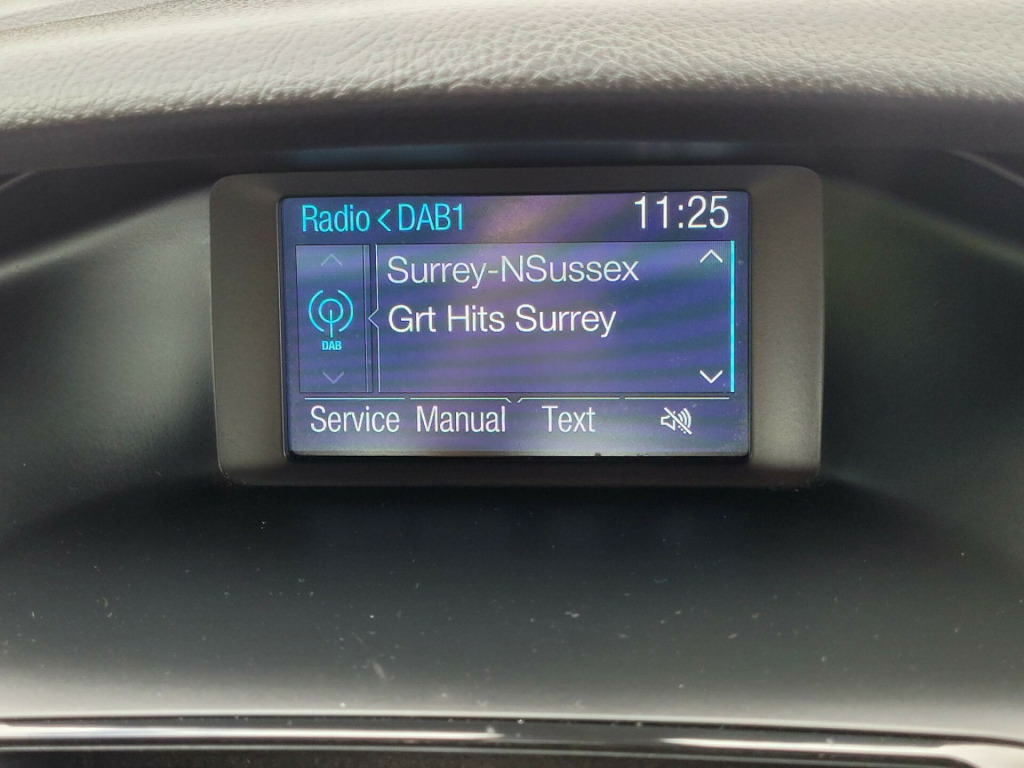 Radio < DAB1 11:25
Surrey-NSussex
Grt Hits Surrey
DAB
Service Manual Text